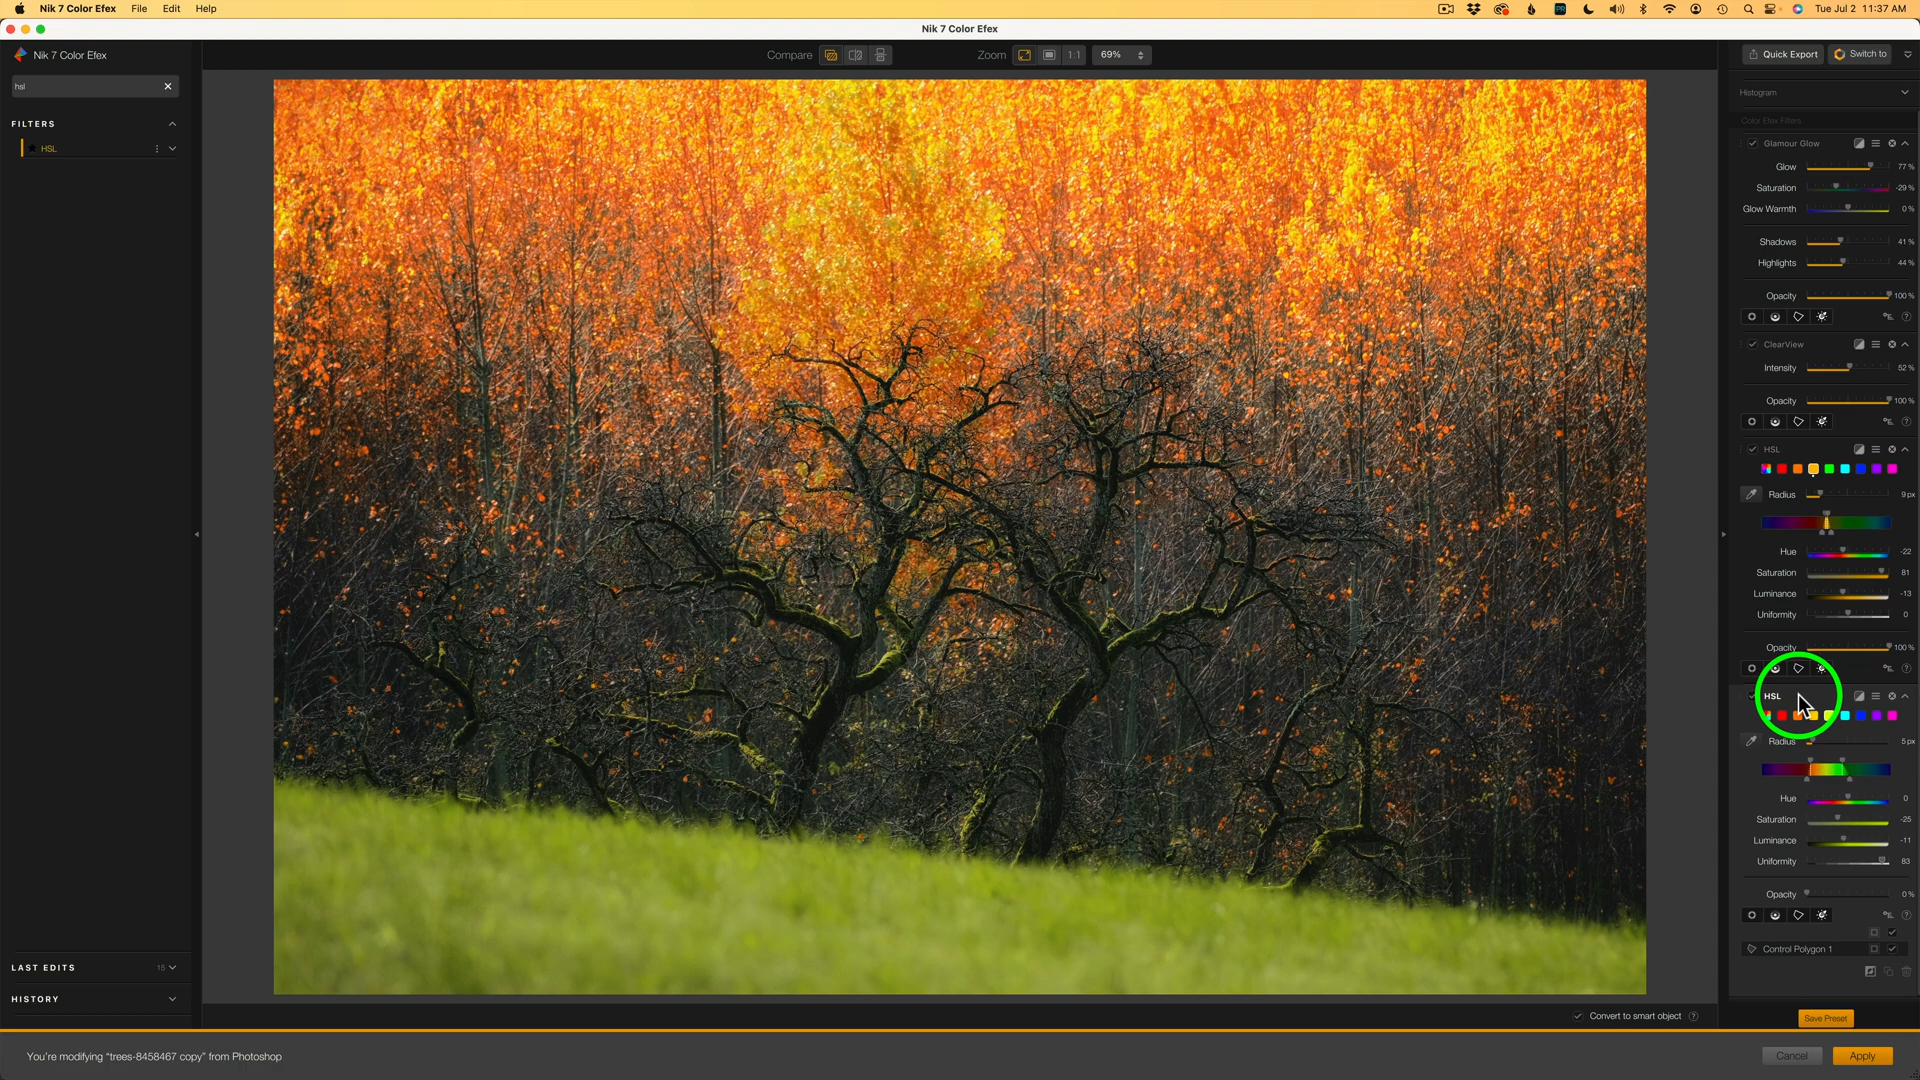 Nik 7 Color Efex File Edit Help
Tue Jul 2 11:37 AM
Nik 7 Color Efex
Nik 7 Color Efex
Compare
Zoom
1:1
69%
Quick Export
Switch to
hsl
FILTERS
HSL
LAST EDITS
15
HISTORY
Histogram
Color Efex Filters
Glamour Glow
Glow 77 %
Saturation -29 %
Glow Warmth 0 %
Shadows 41 %
Highlights 44 %
Opacity 100 %
ClearView
Intensity 52 %
Opacity 100 %
HSL
Radius 9 px
Hue -22
Saturation 81
Luminance -13
Uniformity 0
Opacity 100 %
HSL
Radius 5 px
Hue 0
Saturation -25
Luminance -11
Uniformity 83
Opacity 0 %
Control Polygon 1
Save Preset
Convert to smart object
You're modifying "trees-8458467 copy" from Photoshop
Cancel
Apply